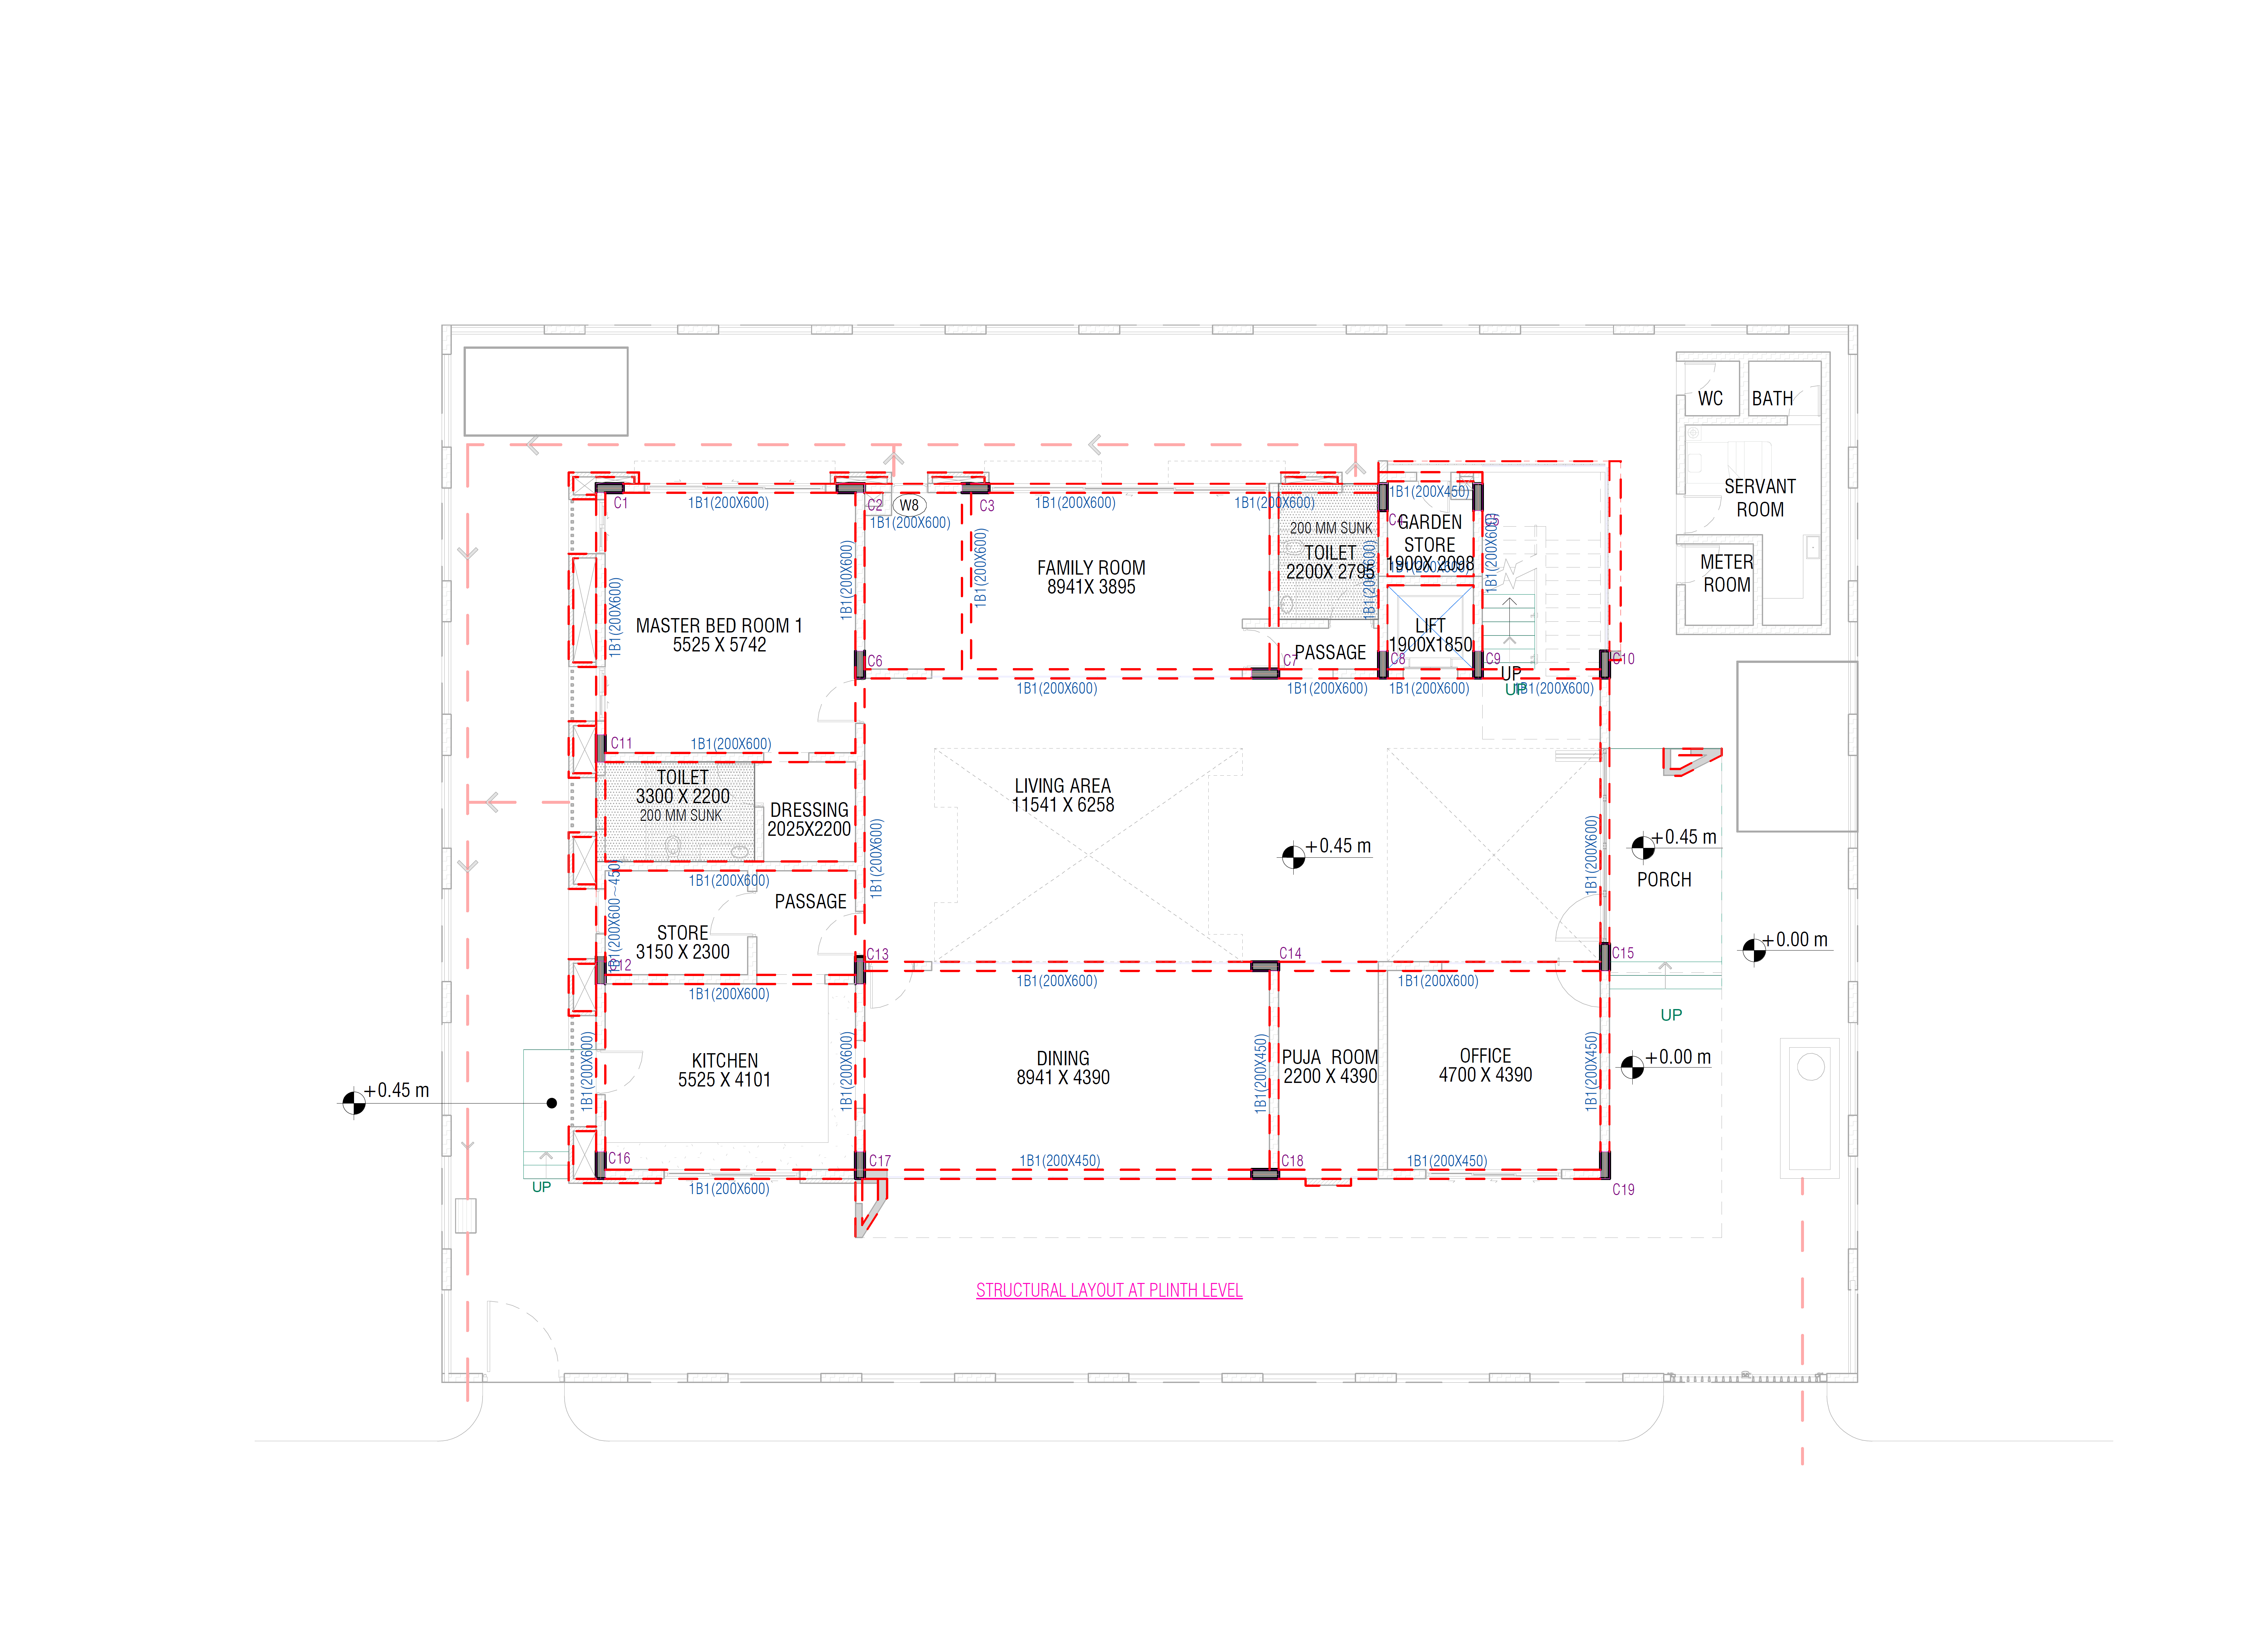 WC
BATH
SERVANT
ROOM
METER
ROOM
C1
1B1(200X600)
C2
W8
1B1(200X600)
C3
1B1(200X600)
1B1(200X600)
1B1(200X450)
200 MM SUNK
TOILET
2200X 2795
GARDEN
STORE
1900X 2098
1B1(200X600)
1B1(200X600)
1B1(200X600)
1B1(200X600)
1B1(200X600)
FAMILY ROOM
8941X 3895
MASTER BED ROOM 1
5525 X 5742
LIFT
1900X1850
PASSAGE
C6
C7
C8
C9
C10
UP
UP
1B1(200X600)
1B1(200X600)
1B1(200X600)
1B1(200X600)
C11
1B1(200X600)
TOILET
3300 X 2200
200 MM SUNK
DRESSING
2025X2200
LIVING AREA
11541 X 6258
+0.45 m
+0.45 m
PORCH
1B1(200X600)
1B1(200X600)
1B1(200X600)
PASSAGE
STORE
3150 X 2300
+0.00 m
C12
C13
C14
C15
1B1(200X600)
1B1(200X600)
1B1(200X600)
UP
KITCHEN
5525 X 4101
DINING
8941 X 4390
PUJA ROOM
2200 X 4390
OFFICE
4700 X 4390
+0.00 m
+0.45 m
1B1(200X600)
1B1(200X600)
1B1(200X450)
1B1(200X450)
C16
C17
C18
C19
UP
1B1(200X600)
1B1(200X450)
1B1(200X450)
STRUCTURAL LAYOUT AT PLINTH LEVEL